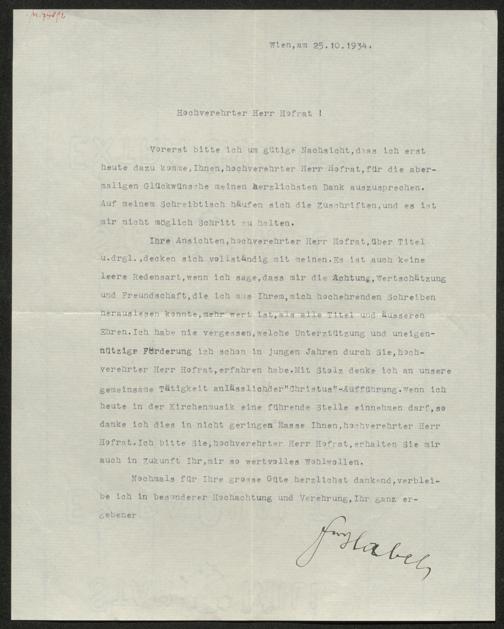 Wien,am 25.10.1934.
Hochverehrter Herr Hofrat !
Vorerst bitte ich um gütige Nachsicht,dass ich erst
heute dazu komme,Ihnen,hochverehrter Herr Hofrat,für die aber-
maligen Glückwünsche meinen herzlichsten Dank auszusprechen.
Auf meinem Schreibtisch häufen sich die Zuschriften,und es ist
mir nicht möglich Schritt zu halten.
Ihre Ansichten,hochverehrter Herr Hofrat,über Titel
u.drgl.,decken sich vollständig mit meinen.Es ist auch keine
leere Redensart,wenn ich sage,dass mir die Achtung,Wertschätzung
und Freundschaft,die ich aus Ihrem,mich hochehrenden Schreiben
herauslesen konnte,mehr wert ist,als alle Titel und äusseren
Ehren.Ich habe nie vergessen,welche Unterztützung und uneigen-
nützige Förderung ich schon in jungen Jahren durch Sie,hoch-
verehrter Herr Hofrat,erfahren habe.Mit Stolz denke ich an unsere
gemeinsame Tätigkeit anlässlichder"Christus"-Aufführung.Wenn ich
heute in der Kirchenmusik eine führende Stelle einnehmen darf,so
danke ich dies in nicht geringen Masse Ihnen,hochverehrter Herr
Hofrat.Ich bitte Sie,hochverehrter Herr Hofrat,erhalten Sie mir
auch in Zukunft Ihr,mir so wertvolles Wohlwollen.
Nochmals für Ihre grosse Güte herzlichst dankend,verblei-
be ich in besonderer Hochachtung und Verehrung,Ihr ganz er-
gebener